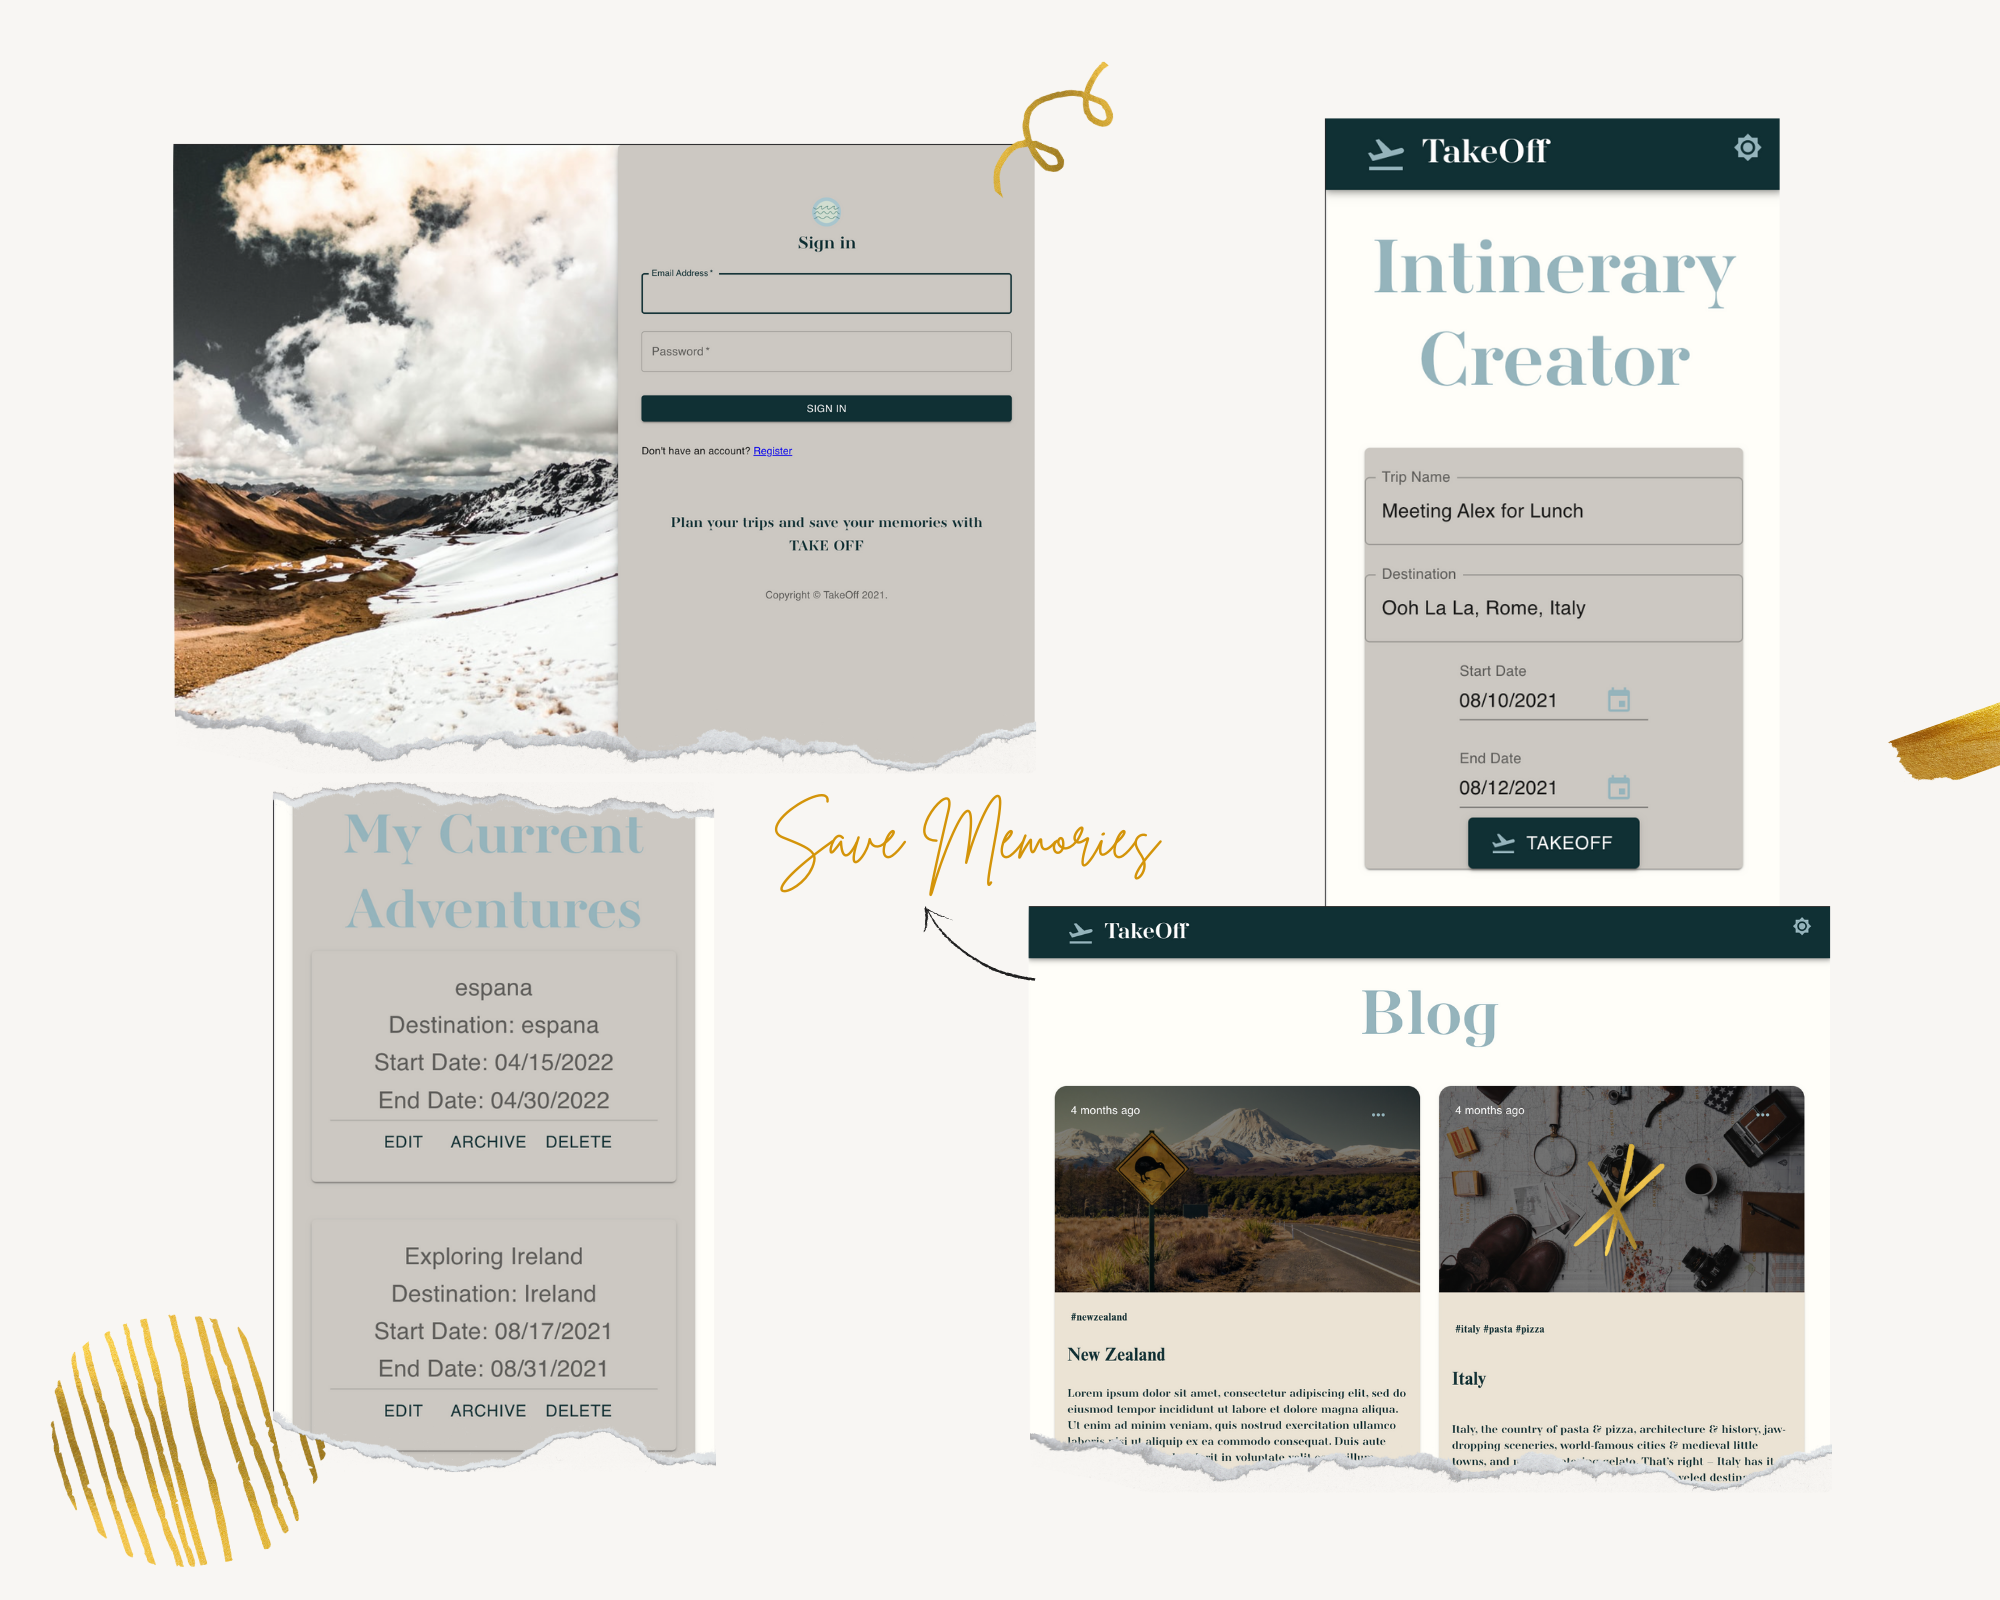 Sign in
Email Address *
Password *
SIGN IN
Don't have an account? Register
Plan your trips and save your memories with
TAKE OFF
Copyright © TakeOff 2021.
TakeOff
Intinerary
Creator
Trip Name
Meeting Alex for Lunch
Destination
Ooh La La, Rome, Italy
Start Date
08/10/2021
End Date
08/12/2021
TAKEOFF
My Current
Adventures
espana
Destination: espana
Start Date: 04/15/2022
End Date: 04/30/2022
EDIT ARCHIVE DELETE
Exploring Ireland
Destination: Ireland
Start Date: 08/17/2021
End Date: 08/31/2021
EDIT ARCHIVE DELETE
Save Memories
TakeOff
Blog
4 months ago
#newzealand
New Zealand
Lorem ipsum dolor sit amet, consectetur adipiscing elit, sed do
eiusmod tempor incididunt ut labore et dolore magna aliqua.
Ut enim ad minim veniam, quis nostrud exercitation ullamco
laboris nisi ut aliquip ex ea commodo consequat. Duis aute
in voluptate velit
4 months ago
#italy #pasta #pizza
Italy
Italy, the country of pasta & pizza, architecture & history, jaw-
dropping sceneries, world-famous cities & medieval little
towns, and gelato. That's right – Italy has it